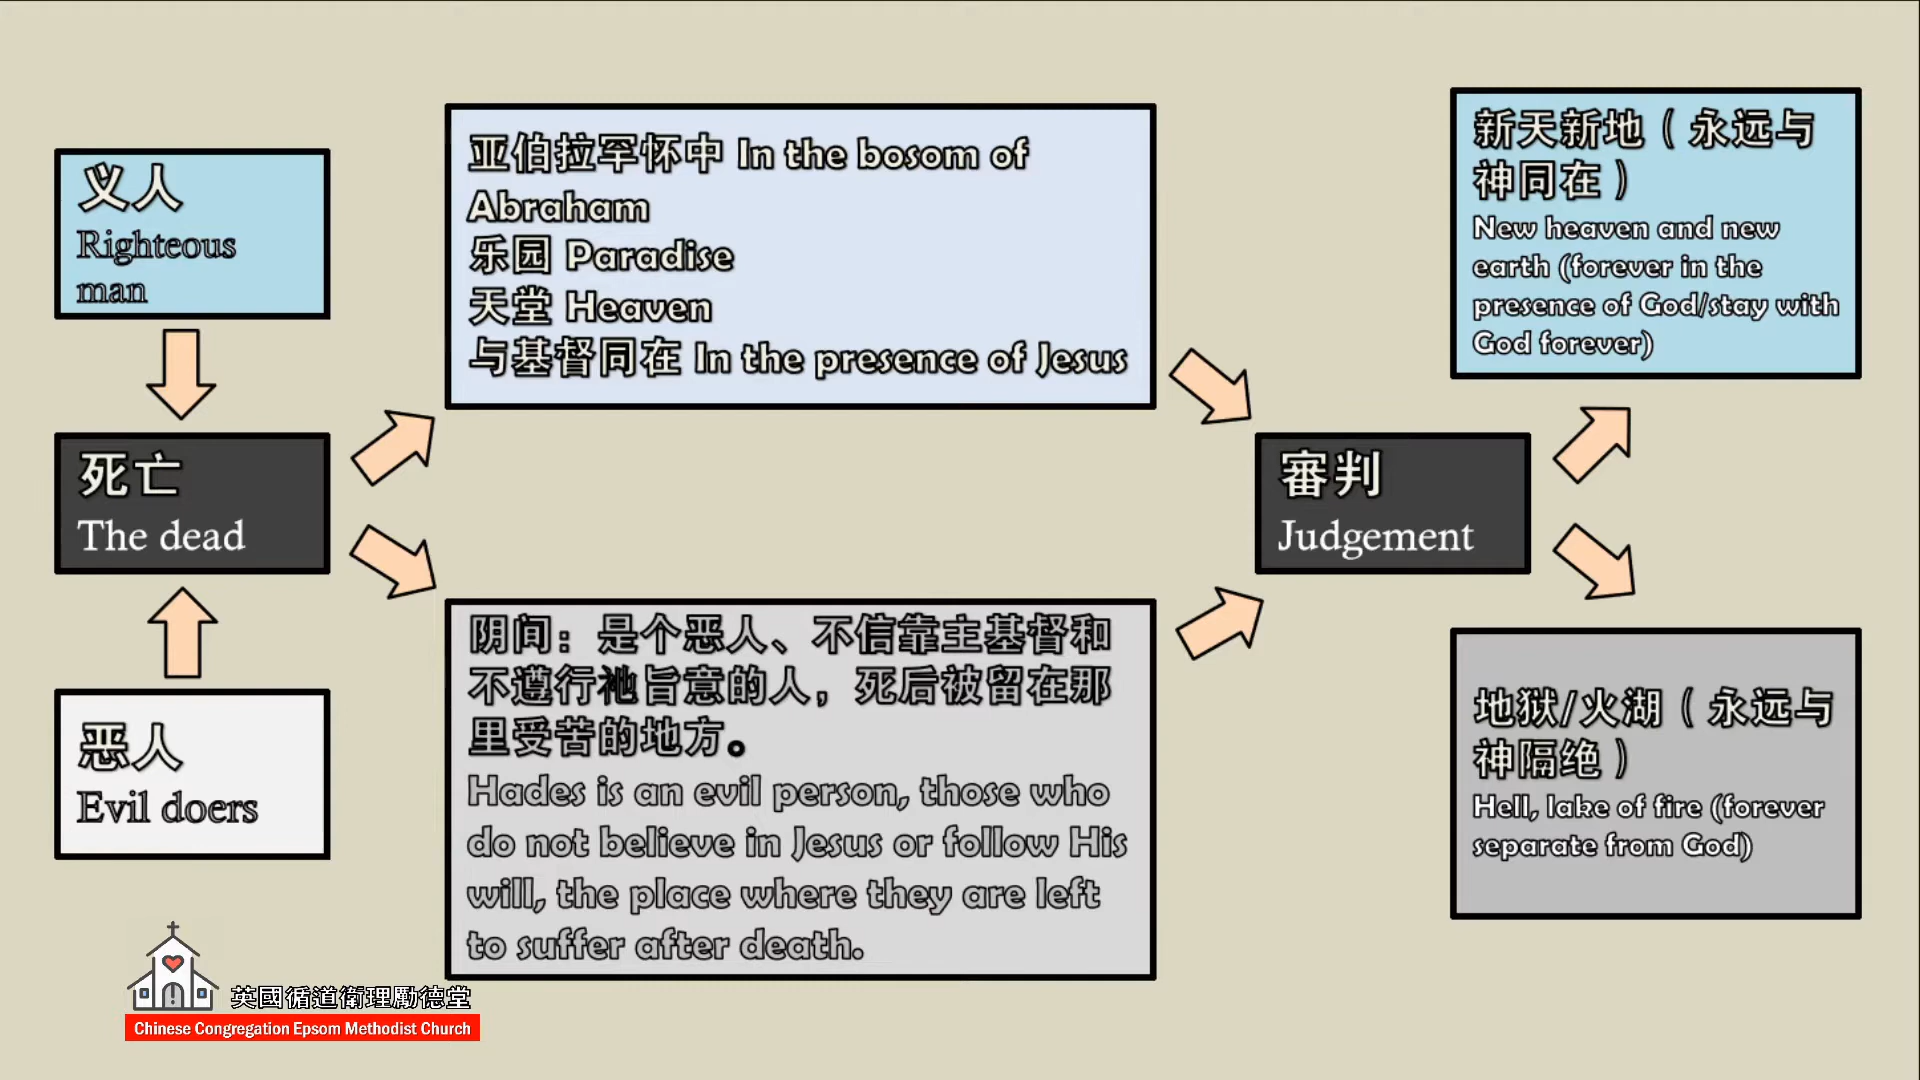 义人
Righteous
man
死亡
The dead
恶人
Evil doers
亚伯拉罕怀中 In the bosom of
Abraham
乐园 Paradise
天堂 Heaven
与基督同在 In the presence of Jesus
阴间：是个恶人、不信靠主基督和
不遵行祂旨意的人，死后被留在那
里受苦的地方。
Hades is an evil person, those who
do not believe in Jesus or follow His
will, the place where they are left
to suffer after death.
審判
Judgement
新天新地（永远与
神同在）
New heaven and new
earth (forever in the
presence of God/stay with
God forever)
地狱/火湖（永远与
神隔绝）
Hell, lake of fire (forever
separate from God)
英國循道衛理勵德堂
Chinese Congregation Epsom Methodist Church